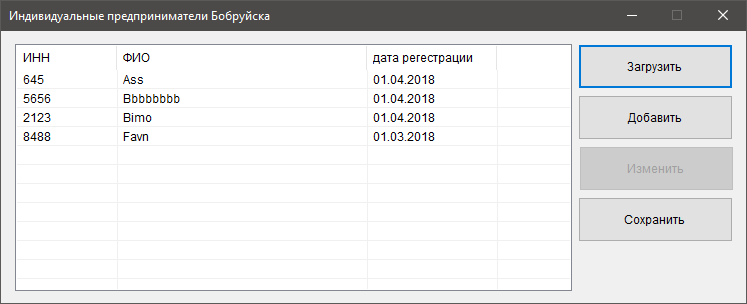 Индивидуальные предприниматели Бобруйска
ИНН ФИО дата регестрации
645 Ass 01.04.2018
5656 Bbbbbbbb 01.04.2018
2123 Bimo 01.04.2018
8488 Favn 01.03.2018
Загрузить
Добавить
Изменить
Сохранить